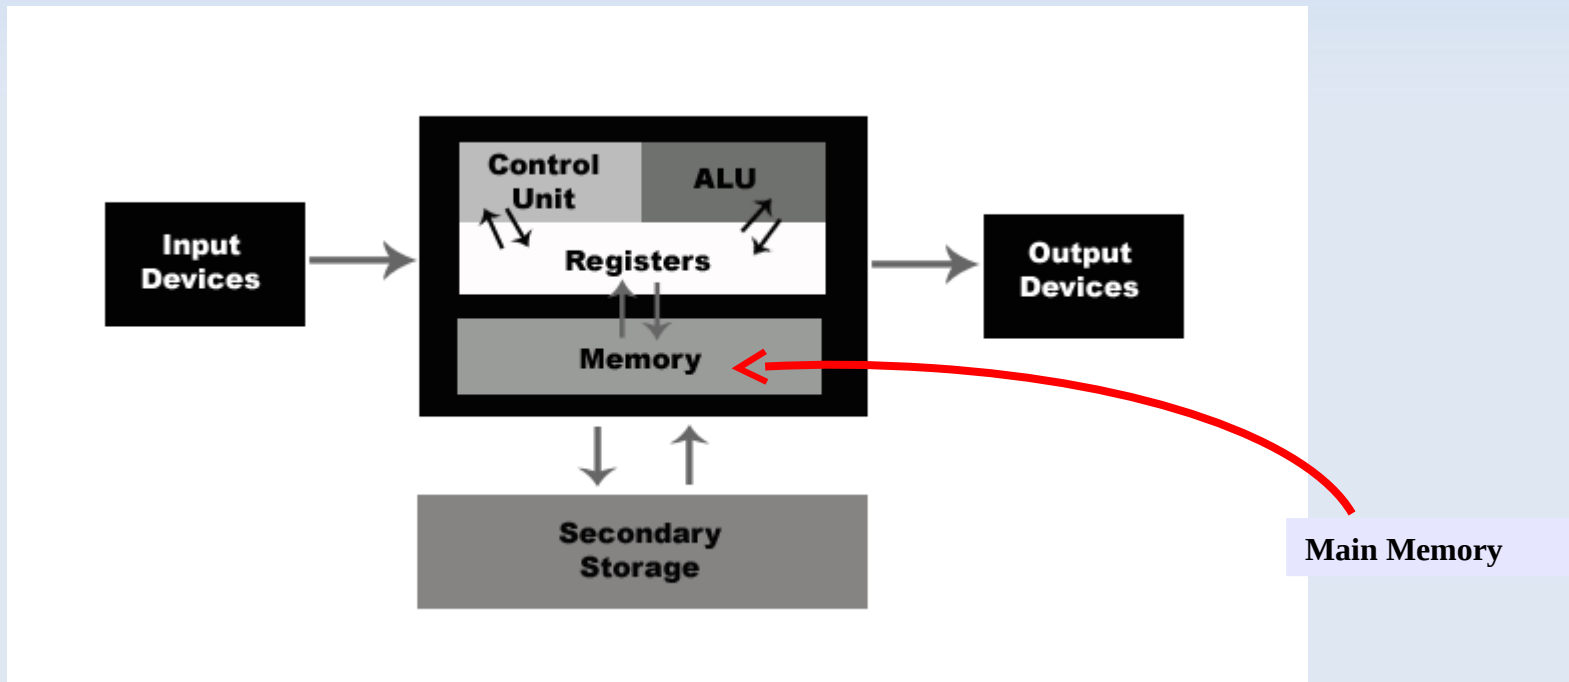 Control
Unit
ALU
Input
Devices
Registers
Output
Devices
Memory
Secondary
Storage
Main Memory